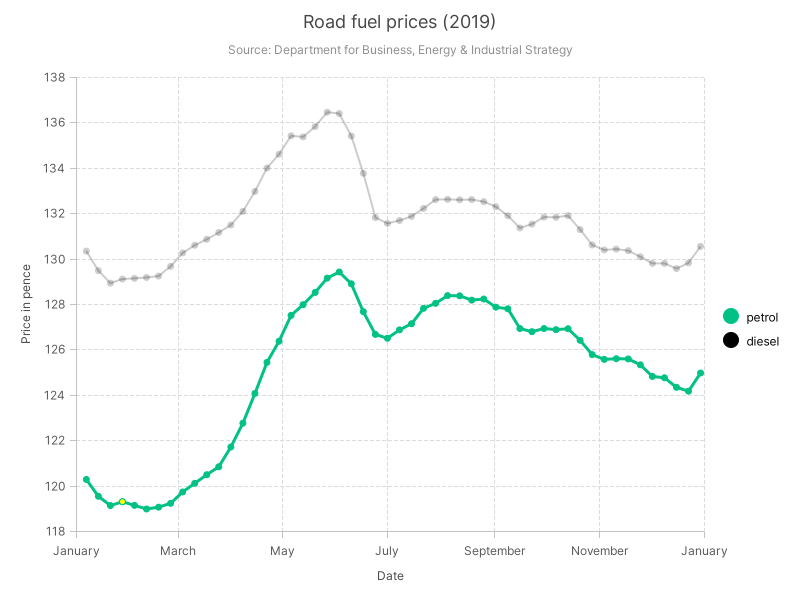 Road fuel prices (2019)
Source: Department for Business, Energy & Industrial Strategy
138
136
134
132
130
128
126
124
122
120
118
Price in pence
January
March
May
July
September
November
January
Date
petrol
diesel